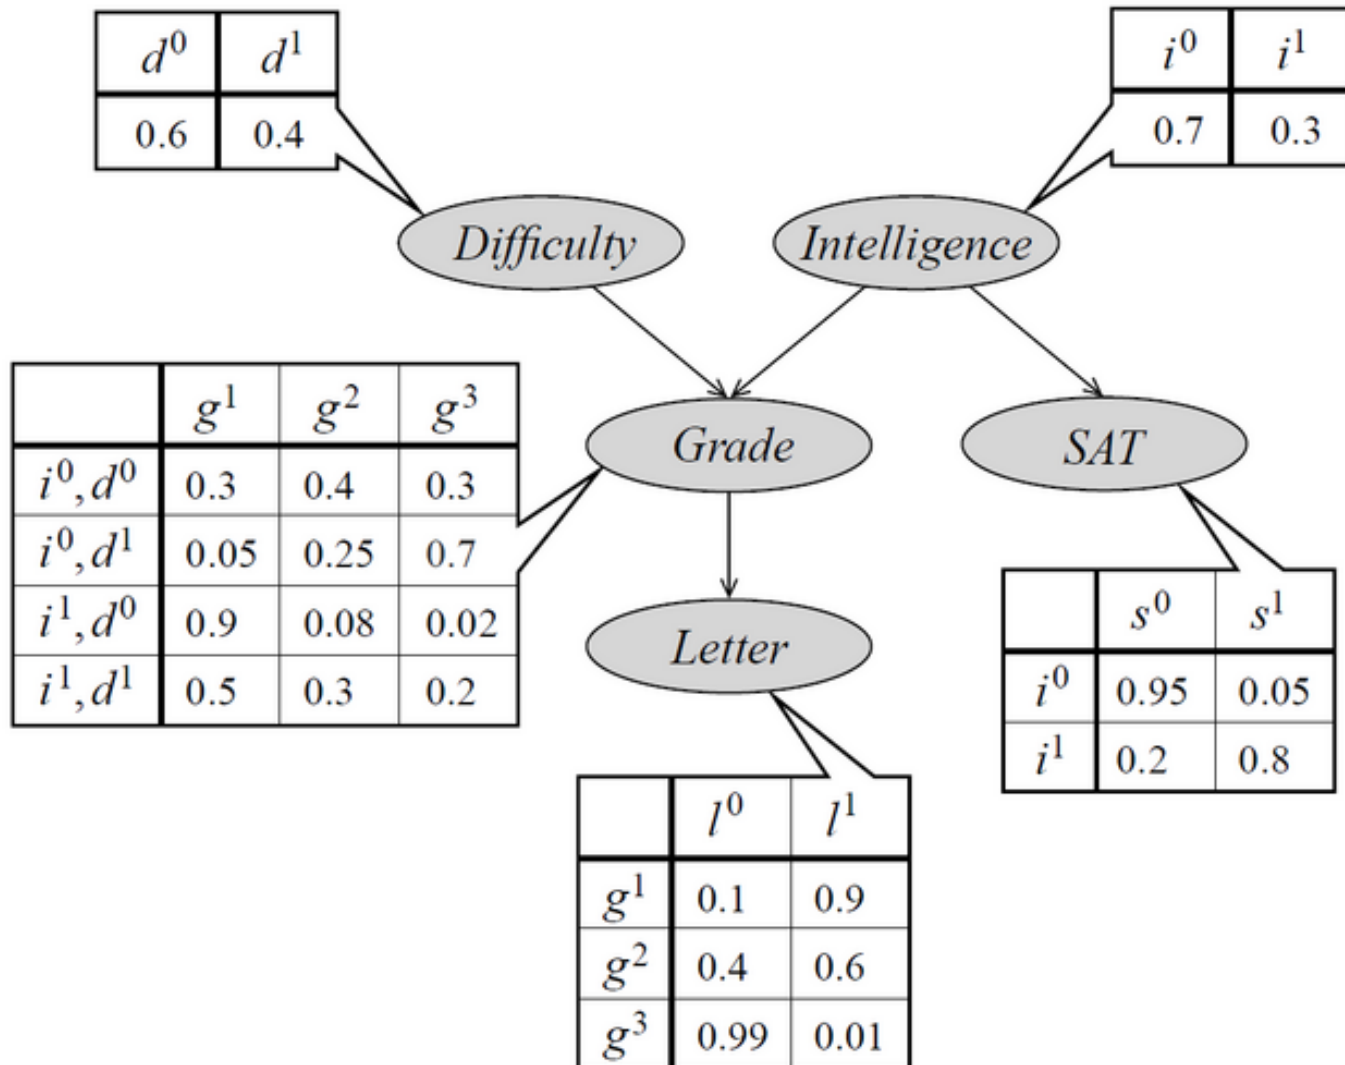 d⁰ d¹
0.6 0.4
i⁰ i¹
0.7 0.3
Difficulty
Intelligence
g¹ g² g³
i⁰,d⁰ 0.3 0.4 0.3
i⁰,d¹ 0.05 0.25 0.7
i¹,d⁰ 0.9 0.08 0.02
i¹,d¹ 0.5 0.3 0.2
Grade
SAT
Letter
s⁰ s¹
i⁰ 0.95 0.05
i¹ 0.2 0.8
l⁰ l¹
g¹ 0.1 0.9
g² 0.4 0.6
g³ 0.99 0.01